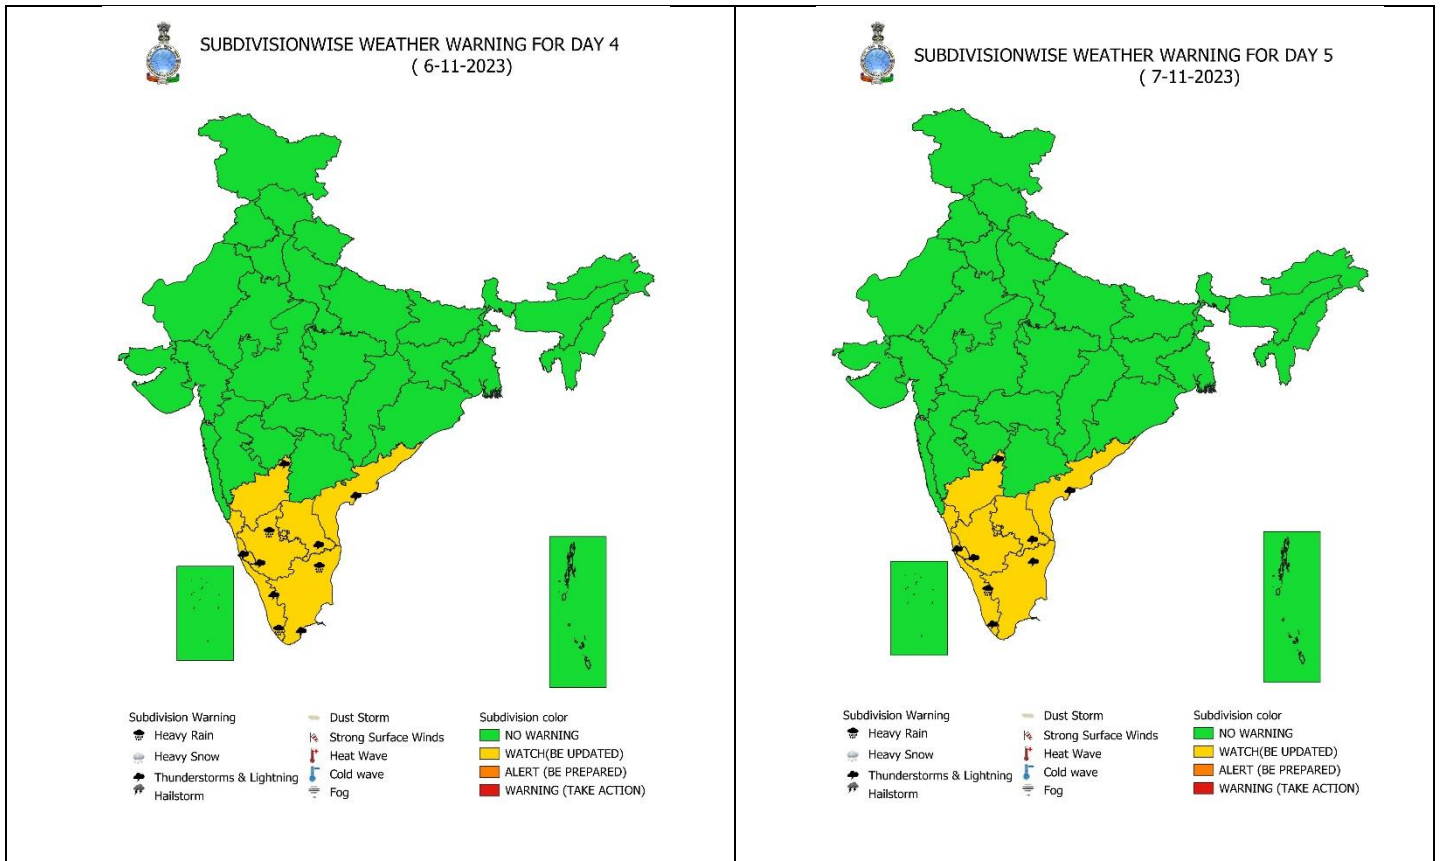 SUBDIVISIONWISE WEATHER WARNING FOR DAY 4
( 6-11-2023)
Subdivision Warning
Heavy Rain
Heavy Snow
Thunderstorms & Lightning
Hailstorm
Dust Storm
Strong Surface Winds
Heat Wave
Cold wave
Fog
Subdivision color
NO WARNING
WATCH(BE UPDATED)
ALERT (BE PREPARED)
WARNING (TAKE ACTION)
SUBDIVISIONWISE WEATHER WARNING FOR DAY 5
( 7-11-2023)
Subdivision Warning
Heavy Rain
Heavy Snow
Thunderstorms & Lightning
Hailstorm
Dust Storm
Strong Surface Winds
Heat Wave
Cold wave
Fog
Subdivision color
NO WARNING
WATCH(BE UPDATED)
ALERT (BE PREPARED)
WARNING (TAKE ACTION)